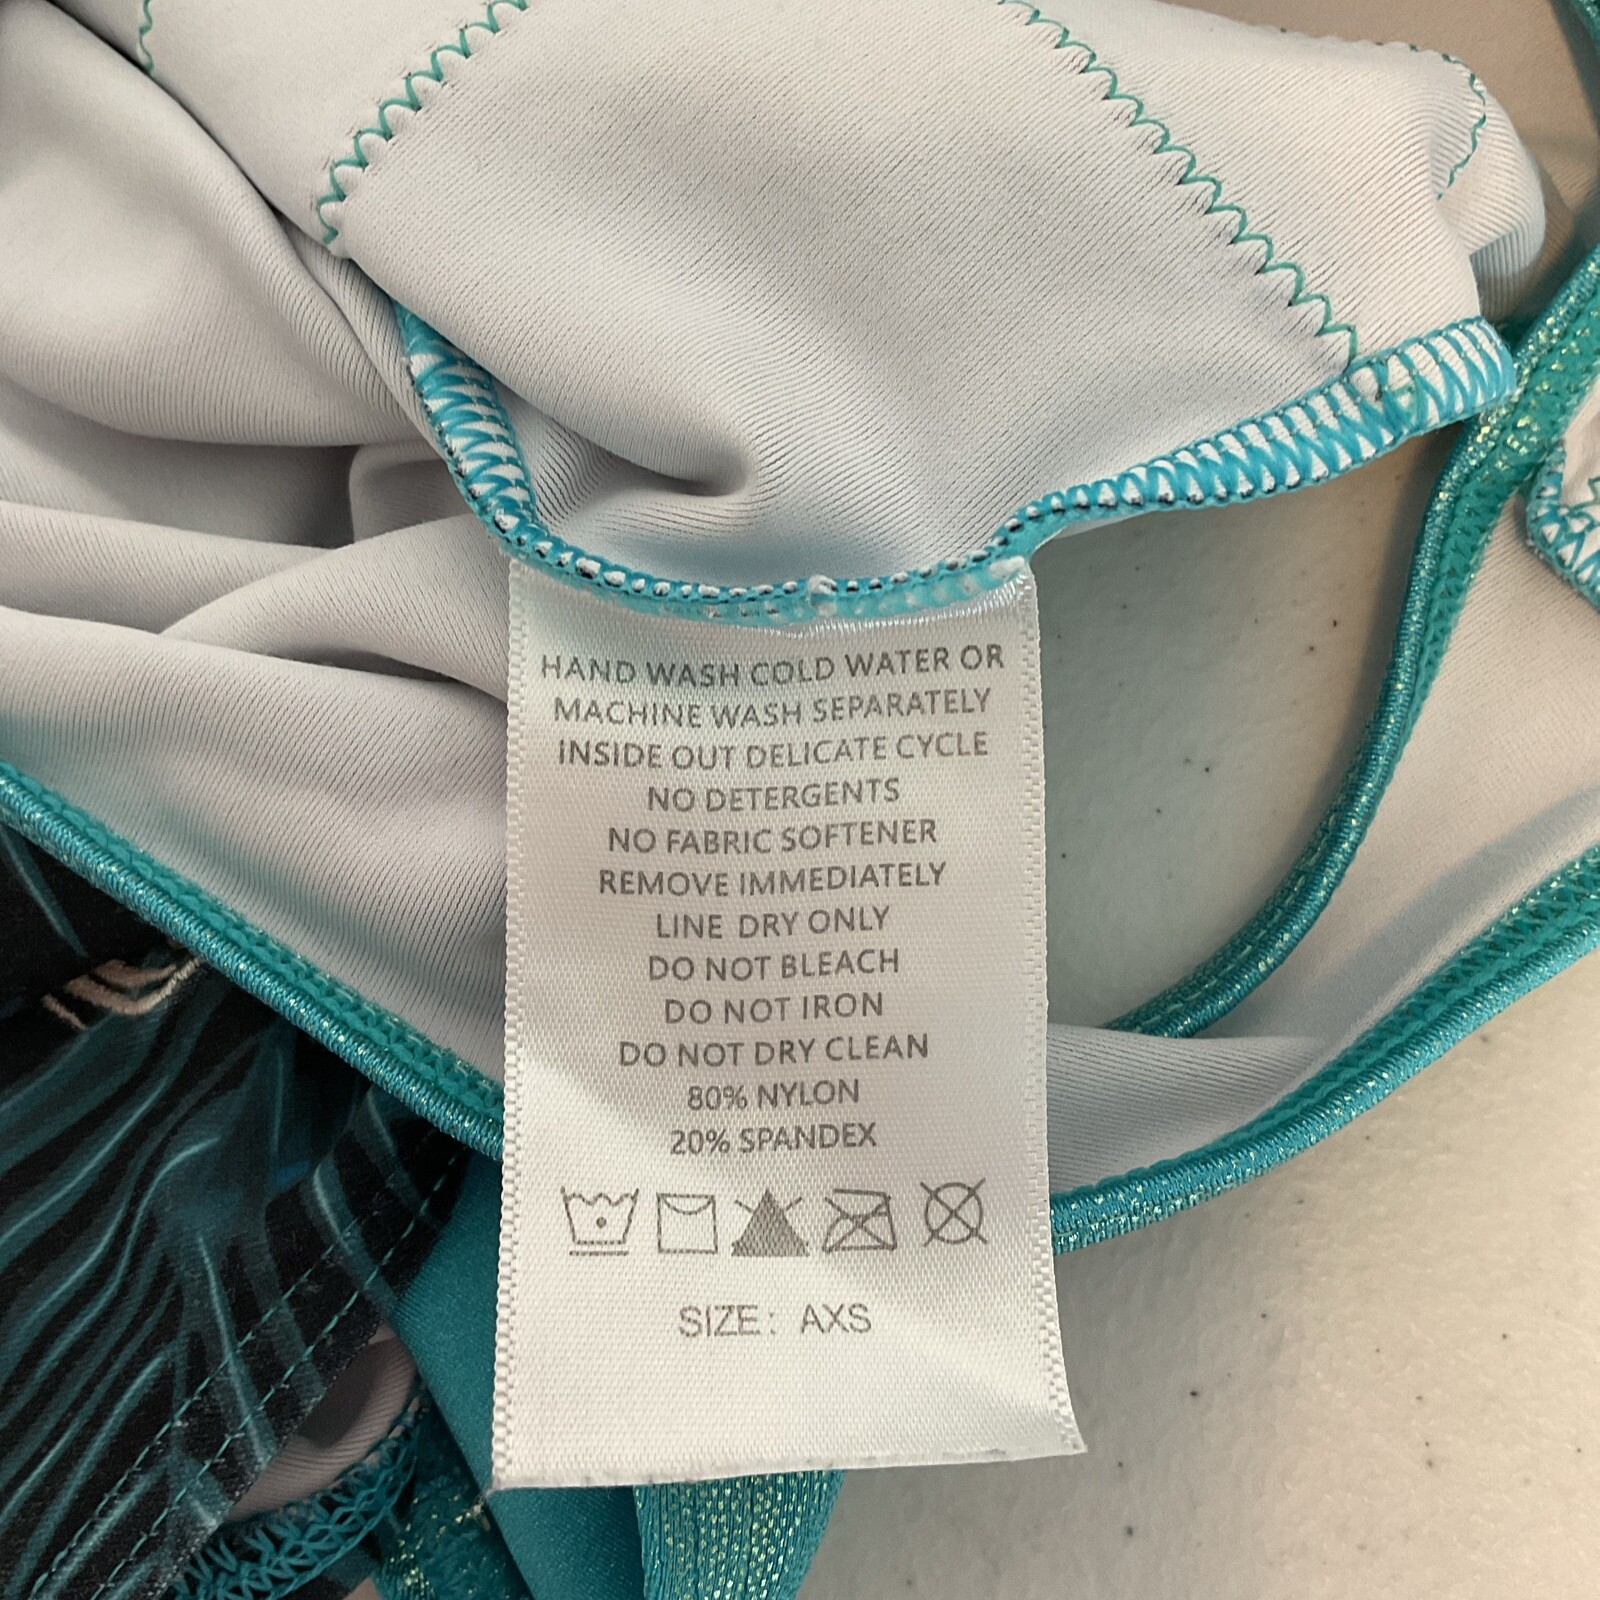 HAND WASH COLD WATER OR
MACHINE WASH SEPARATELY
INSIDE OUT DELICATE CYCLE
NO DETERGENTS
NO FABRIC SOFTENER
REMOVE IMMEDIATELY
LINE DRY ONLY
DO NOT BLEACH
DO NOT IRON
DO NOT DRY CLEAN
80% NYLON
20% SPANDEX
SIZE: AXS